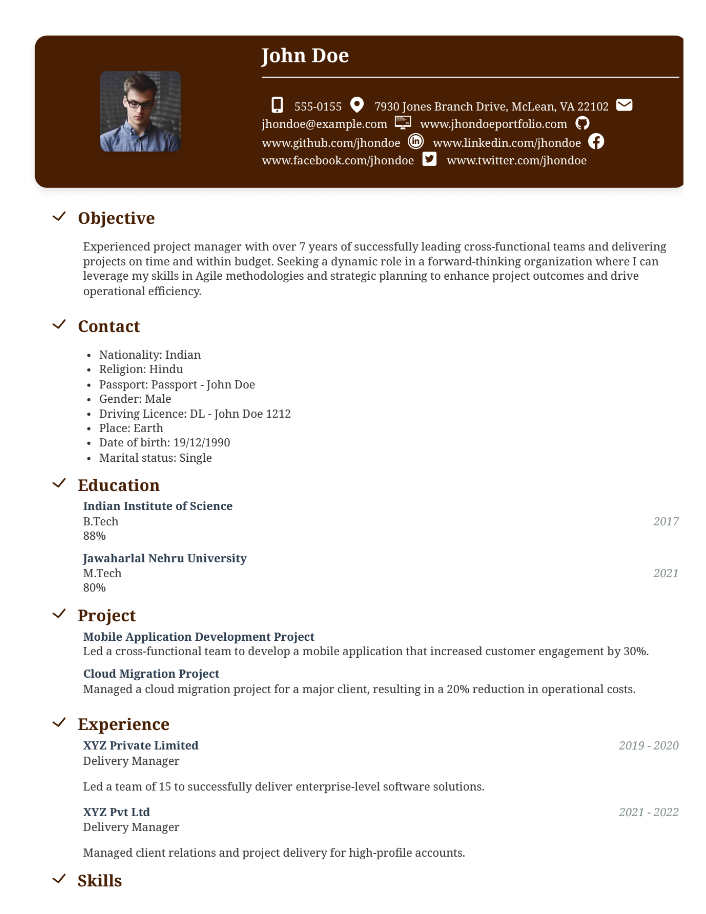 John Doe
555-0155 7930 Jones Branch Drive, McLean, VA 22102
jhondoe@example.com www.jhondoeportfolio.com
www.github.com/jhondoe www.linkedin.com/jhondoe
www.facebook.com/jhondoe www.twitter.com/jhondoe
Objective
Experienced project manager with over 7 years of successfully leading cross-functional teams and delivering
projects on time and within budget. Seeking a dynamic role in a forward-thinking organization where I can
leverage my skills in Agile methodologies and strategic planning to enhance project outcomes and drive
operational efficiency.
Contact
• Nationality: Indian
• Religion: Hindu
• Passport: Passport - John Doe
• Gender: Male
• Driving Licence: DL - John Doe 1212
• Place: Earth
• Date of birth: 19/12/1990
• Marital status: Single
Education
Indian Institute of Science
B.Tech 2017
88%
Jawaharlal Nehru University
M.Tech 2021
80%
Project
Mobile Application Development Project
Led a cross-functional team to develop a mobile application that increased customer engagement by 30%.
Cloud Migration Project
Managed a cloud migration project for a major client, resulting in a 20% reduction in operational costs.
Experience
XYZ Private Limited 2019 - 2020
Delivery Manager
Led a team of 15 to successfully deliver enterprise-level software solutions.
XYZ Pvt Ltd 2021 - 2022
Delivery Manager
Managed client relations and project delivery for high-profile accounts.
Skills